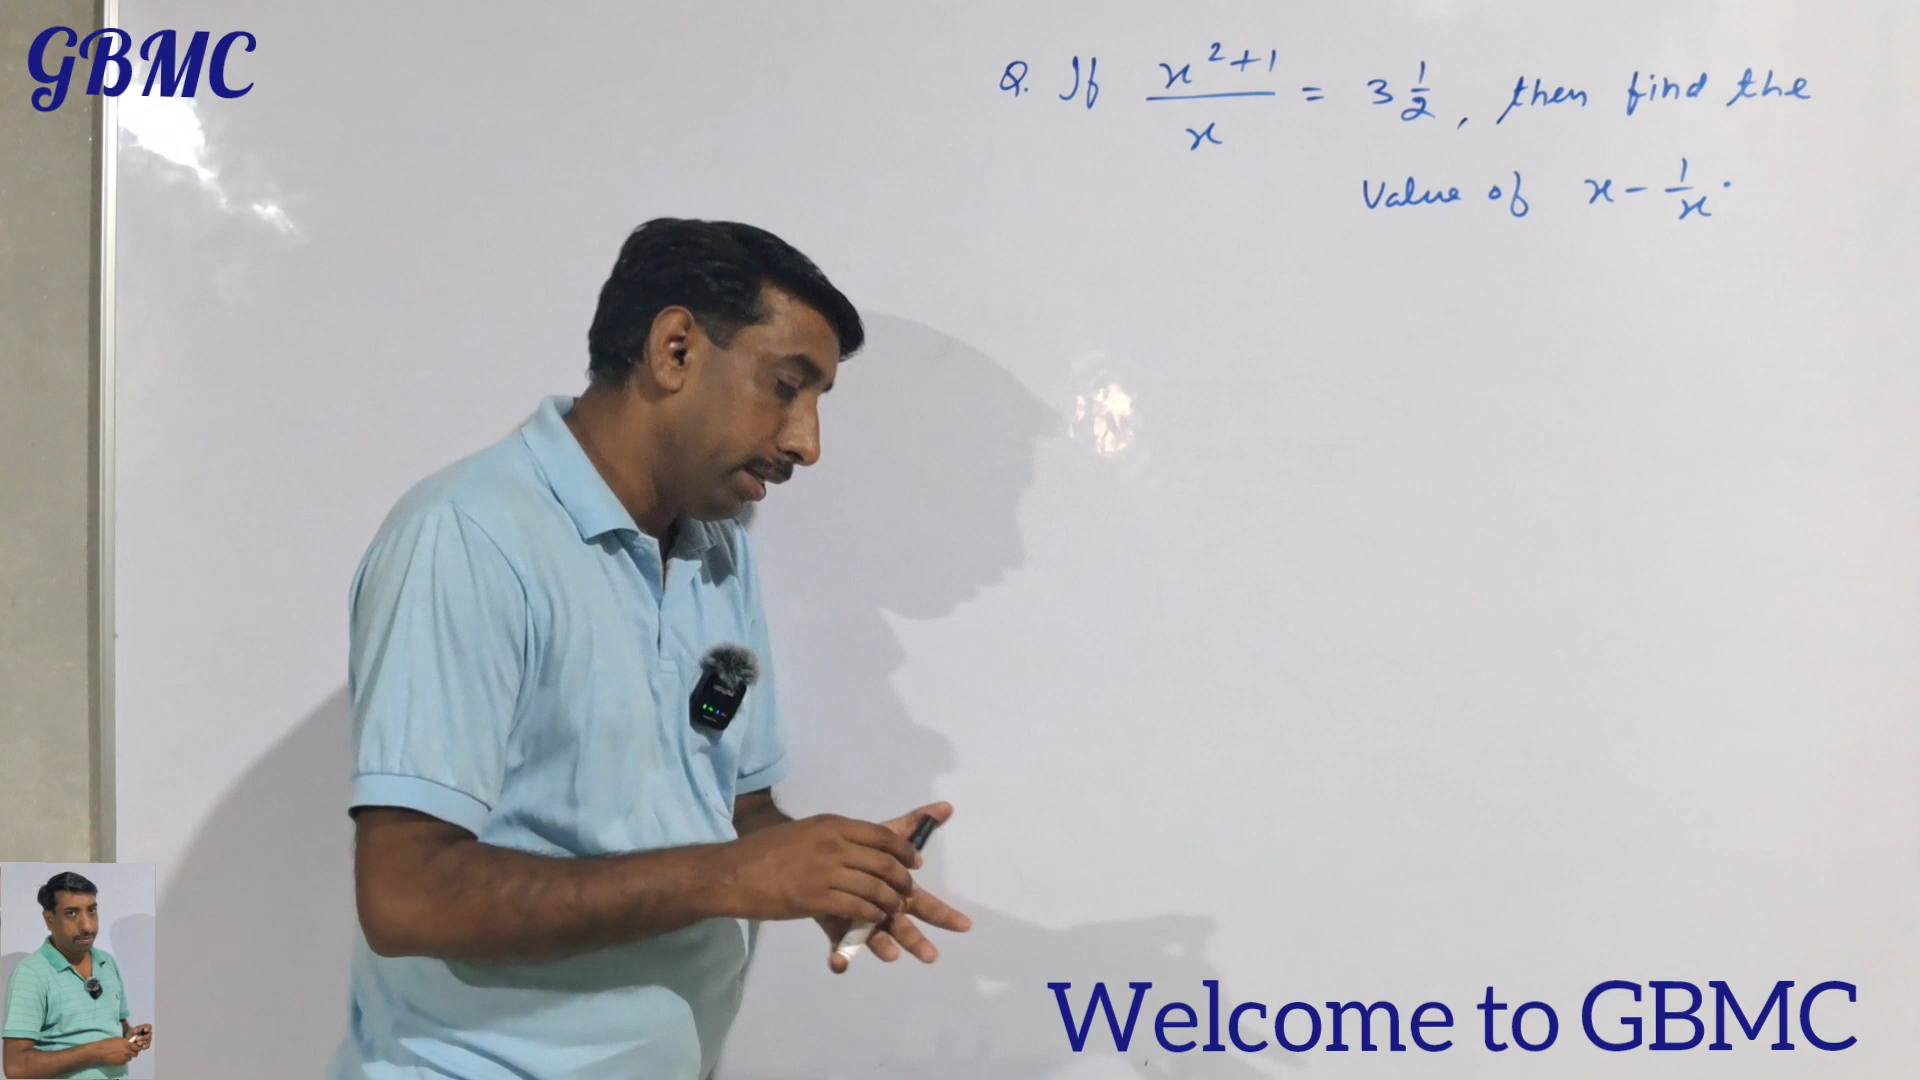 GBMC
Q. If x²+1/x = 3 1/2, then find the
Value of x - 1/x.
Welcome to GBMC